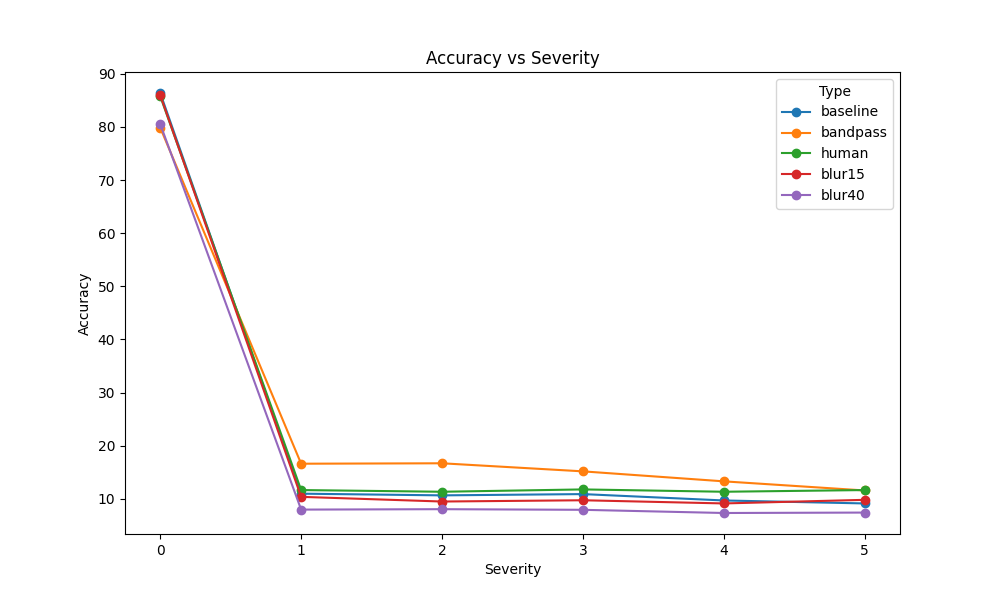 Accuracy vs Severity
Accuracy
90
80
70
60
50
40
30
20
10
Type
baseline
bandpass
human
blur15
blur40
0 1 2 3 4 5
Severity